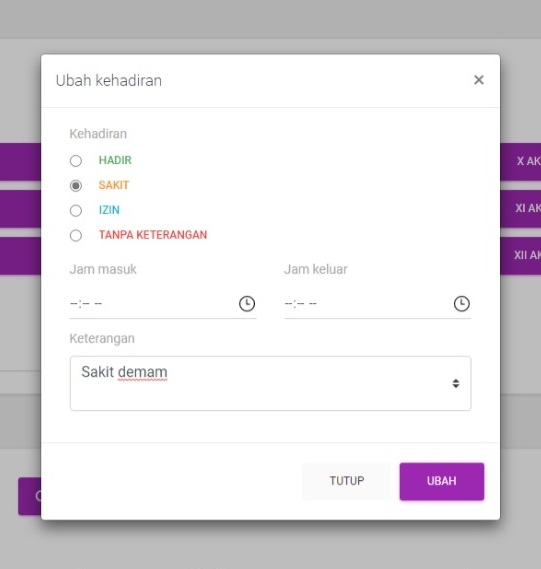 Ubah kehadiran ×
Kehadiran
HADIR
X AK
SAKIT
XI AK
IZIN
TANPA KETERANGAN
XII AK
Jam masuk Jam keluar
--:-- -- --:-- --
Keterangan
Sakit demam
TUTUP UBAH